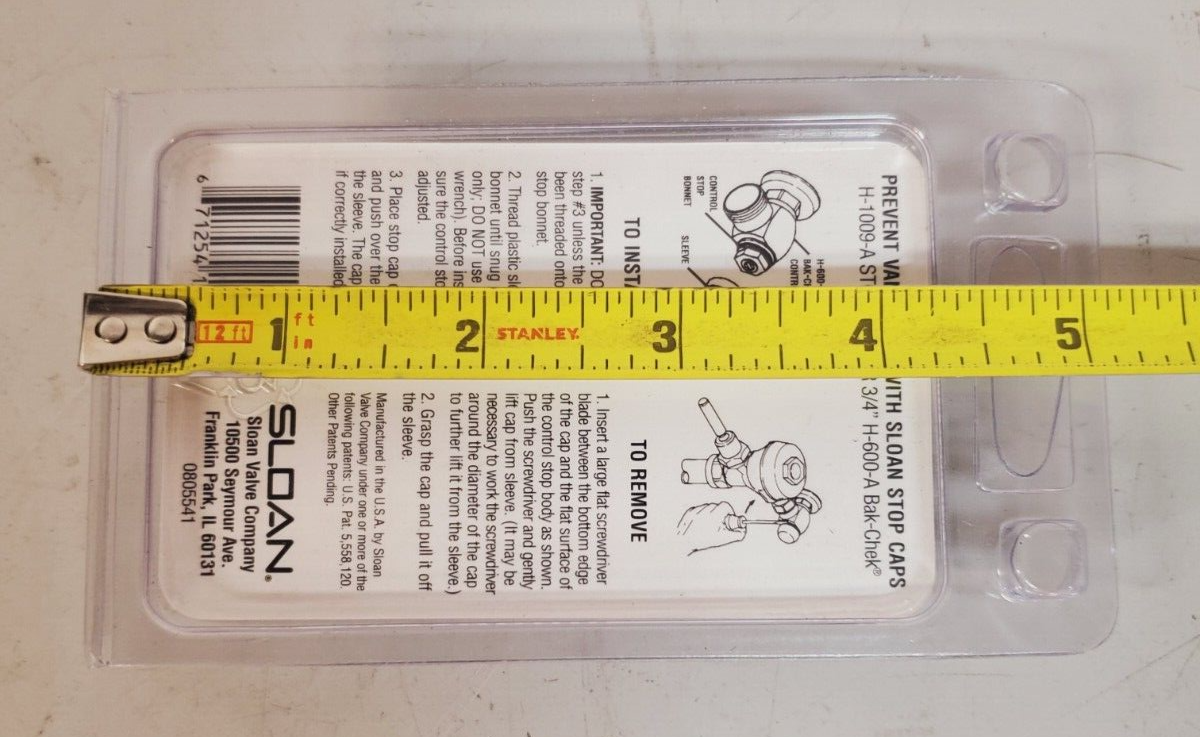 PREVENT VAN
WITH SLOAN STOP CAPS
H-1009-A ST
3/4" H-600-A Bak-Chek®
CONTROL
STOP
BONNET
SLEEVE
H-600-
TO INSTA
1. IMPORTANT: DO
step #3 unless the
been threaded onto
stop bonnet.
2. Thread plastic sl
bonnet until snug
only; DO NOT use
wrench). Before ins
sure the control sto
adjusted.
3. Place stop cap
and push over the
the sleeve. The cap
if correctly installed
6 71254 1
TO REMOVE
1. Insert a large flat screwdriver
blade between the bottom edge
of the cap and the flat surface of
the control stop body as shown.
Push the screwdriver and gently
lift cap from sleeve. (It may be
necessary to work the screwdriver
around the diameter of the cap
to further lift it from the sleeve.)
2. Grasp the cap and pull it off
the sleeve.
Manufactured in the U.S.A. by Sloan
Valve Company under one or more of the
following patents: U.S. Pat. 5,558,120.
Other Patents Pending.
SLOAN®
Sloan Valve Company
10500 Seymour Ave.
Franklin Park, IL 60131
0805541
12 ft 1 ft in 2 STANLEY. 3 4 5